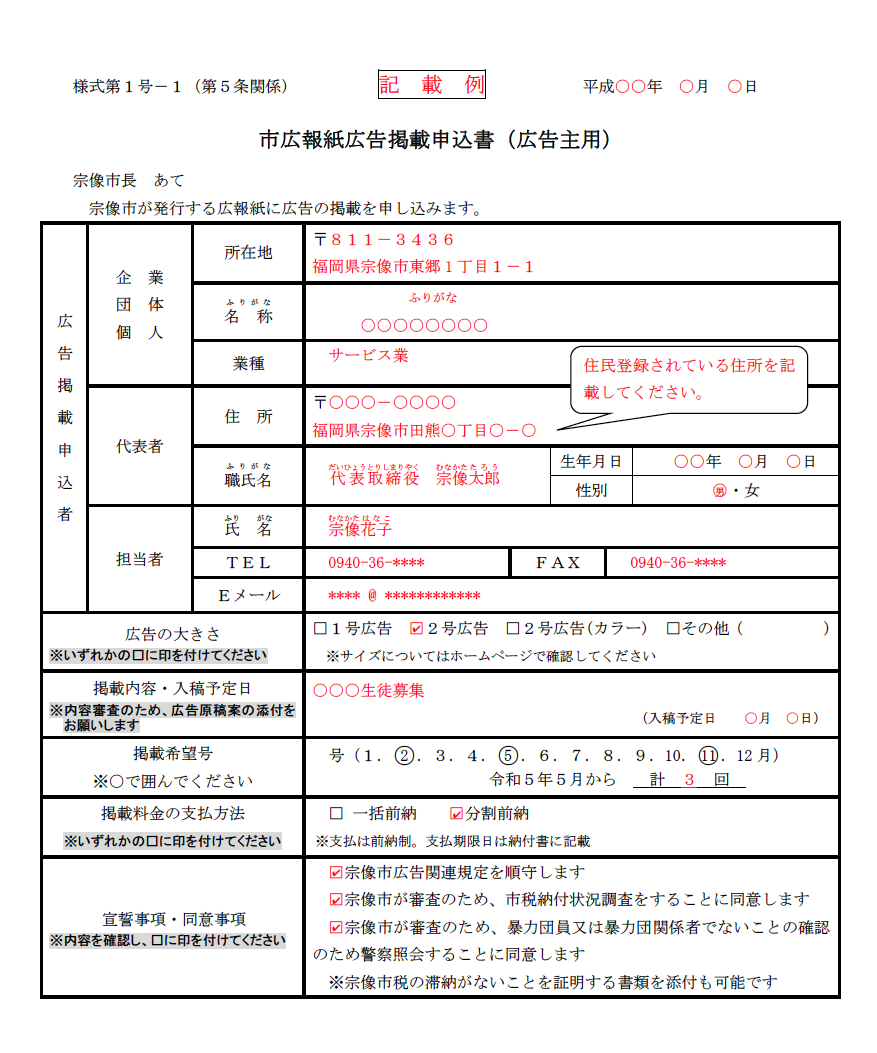 様式第１号－１（第５条関係）　記　載　例　平成○○年　○月　○日
市広報紙広告掲載申込書（広告主用）
宗像市長　あて
宗像市が発行する広報紙に広告の掲載を申し込みます。
広告掲載申込者
企　業
団　体
個　人
所在地
〒８１１－３４３６
福岡県宗像市東郷１丁目１－１
ふりがな
名　称
ふりがな
○○○○○○○○
業種
サービス業
住民登録されている住所を記
載してください。
代表者
住　所
〒○○○－○○○○
福岡県宗像市田熊○丁目○－○
ふりがな
職氏名
だいひょうとりしまりやく　むなかたたろう
代表取締役　宗像太郎
生年月日　○○年　○月　○日
性別　㊚・女
担当者
ふり　がな
氏　名
むなかたはなこ
宗像花子
ＴＥＬ　0940-36-****　ＦＡＸ　0940-36-****
Ｅメール　**** @ ************
広告の大きさ
※いずれかの□に印を付けてください
□１号広告　☑２号広告　□２号広告(カラー)　□その他（　　　　　）
※サイズについてはホームページで確認してください
掲載内容・入稿予定日
※内容審査のため、広告原稿案の添付を
お願いします
○○○生徒募集
（入稿予定日　○月　○日）
掲載希望号
※○で囲んでください
号（１．②．３．４．⑤．６．７．８．９．10．⑪．12 月）
令和５年５月から　計　３　回
掲載料金の支払方法
※いずれかの□に印を付けてください
□ 一括前納　☑分割前納
※支払は前納制。支払期限日は納付書に記載
宣誓事項・同意事項
※内容を確認し、□に印を付けてください
☑宗像市広告関連規定を順守します
☑宗像市が審査のため、市税納付状況調査をすることに同意します
☑宗像市が審査のため、暴力団員又は暴力団関係者でないことの確認
のため警察照会することに同意します
※宗像市税の滞納がないことを証明する書類を添付も可能です